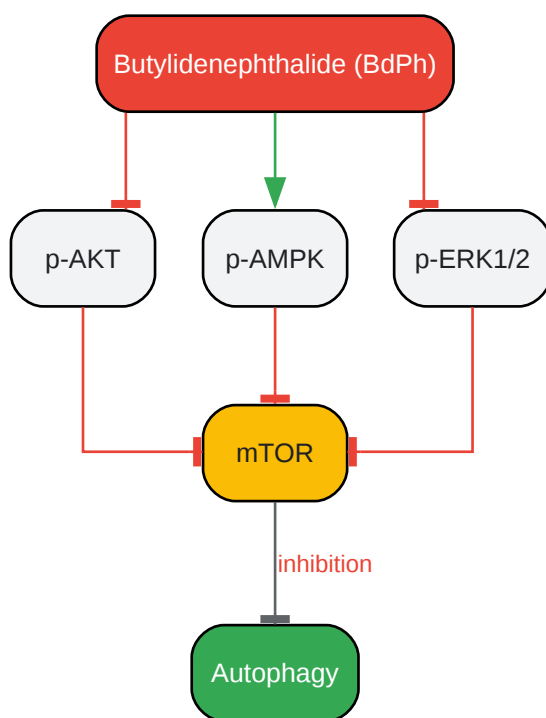 Butylidenephthalide (BdPh)
p-AKT
p-AMPK
p-ERK1/2
mTOR
inhibition
Autophagy